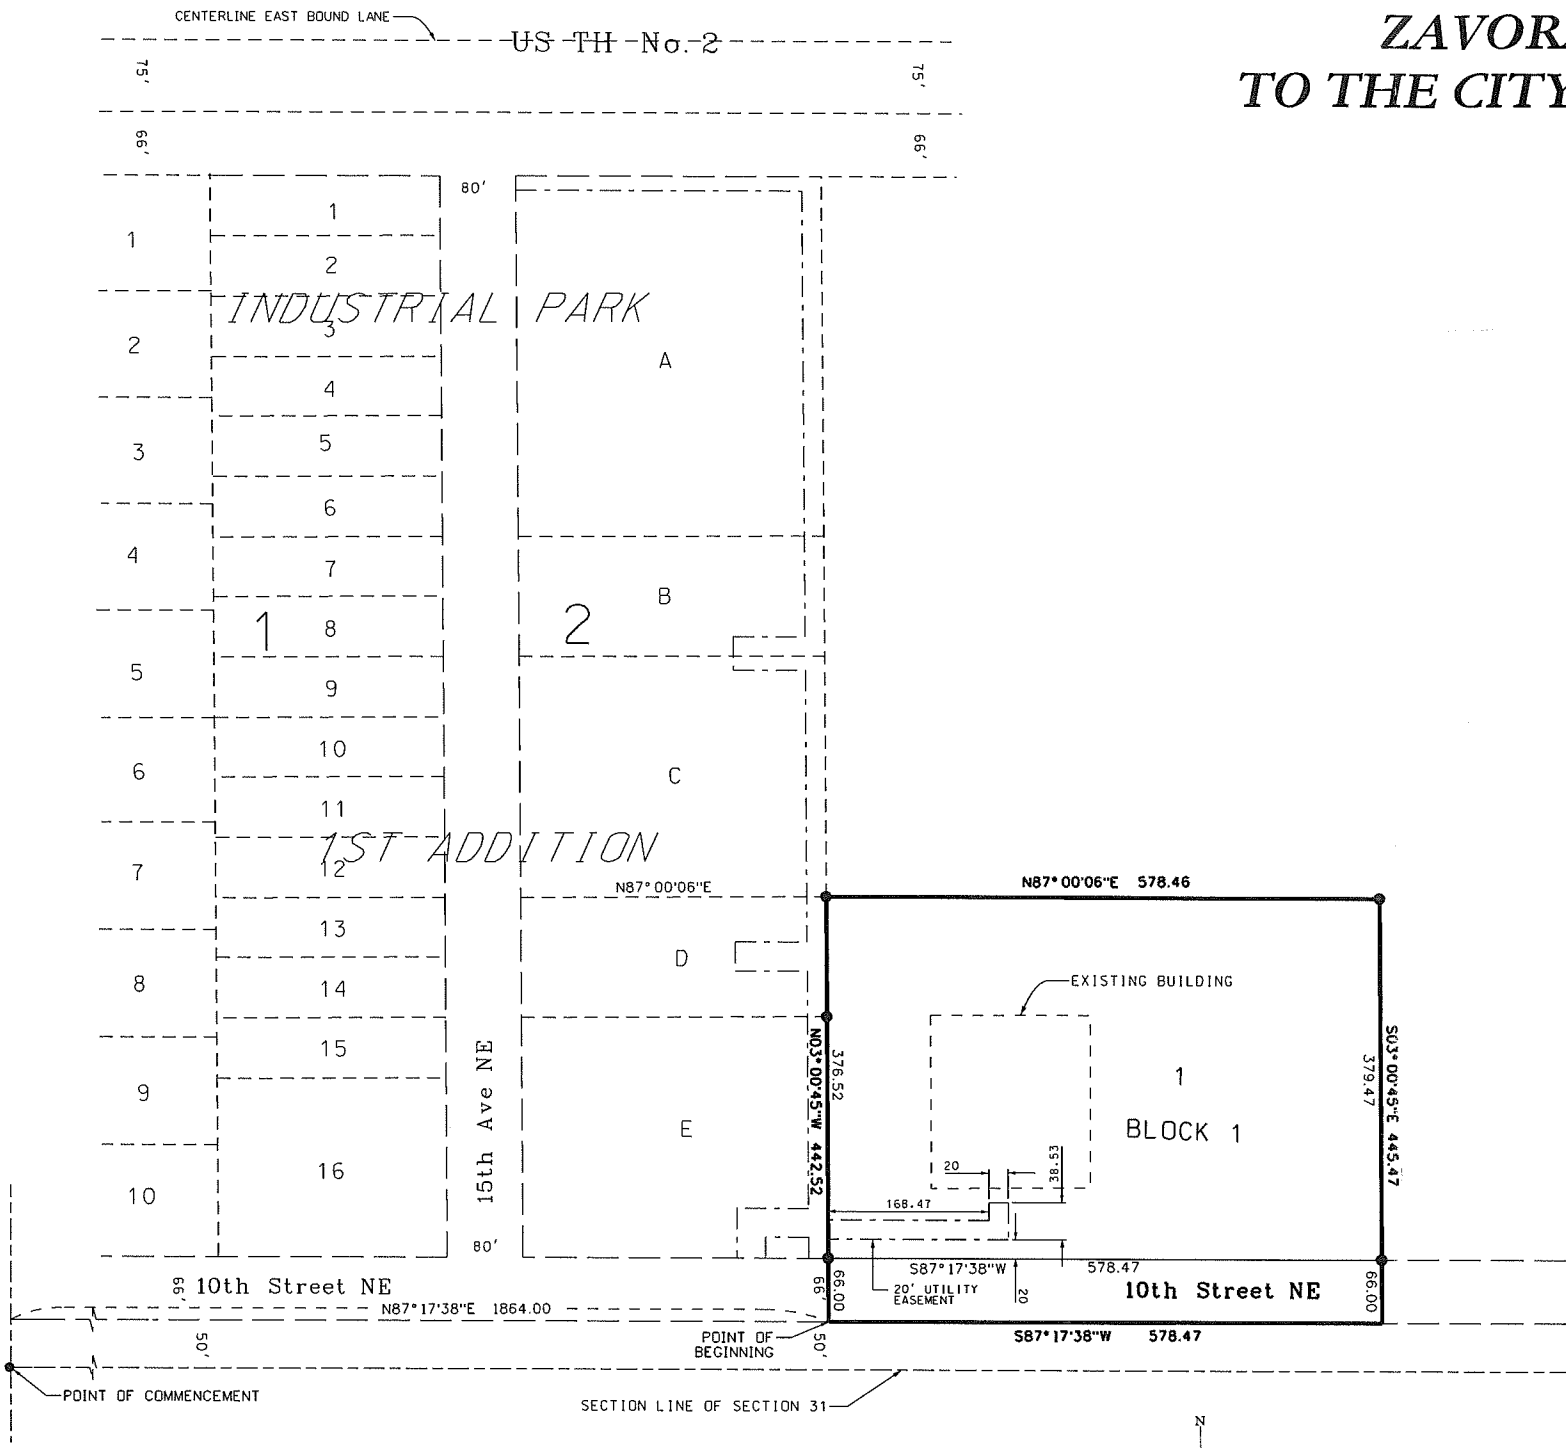 ZAVORA
TO THE CITY
CENTERLINE EAST BOUND LANE
US TH No. 2
75'
75'
66'
66'
80'
1
2
3
4
5
6
7
8
9
10
1
2
3
4
5
6
7
8
9
10
11
12
13
14
15
16
INDUSTRIAL PARK
1ST ADDITION
1
2
A
B
C
D
E
N87°00'06"E
15th Ave NE
80'
N87°00'06"E 578.46
EXISTING BUILDING
N03°00'45"W 442.52
376.52
S03°00'45"E 445.47
379.47
1
BLOCK 1
20
38.53
168.47
S87°17'38"W 578.47
20' UTILITY
EASEMENT
20
66.00
66.00
10th Street NE
S87°17'38"W 578.47
66'
10th Street NE
66'
N87°17'38"E 1864.00
50'
50'
POINT OF
BEGINNING
POINT OF COMMENCEMENT
SECTION LINE OF SECTION 31
N